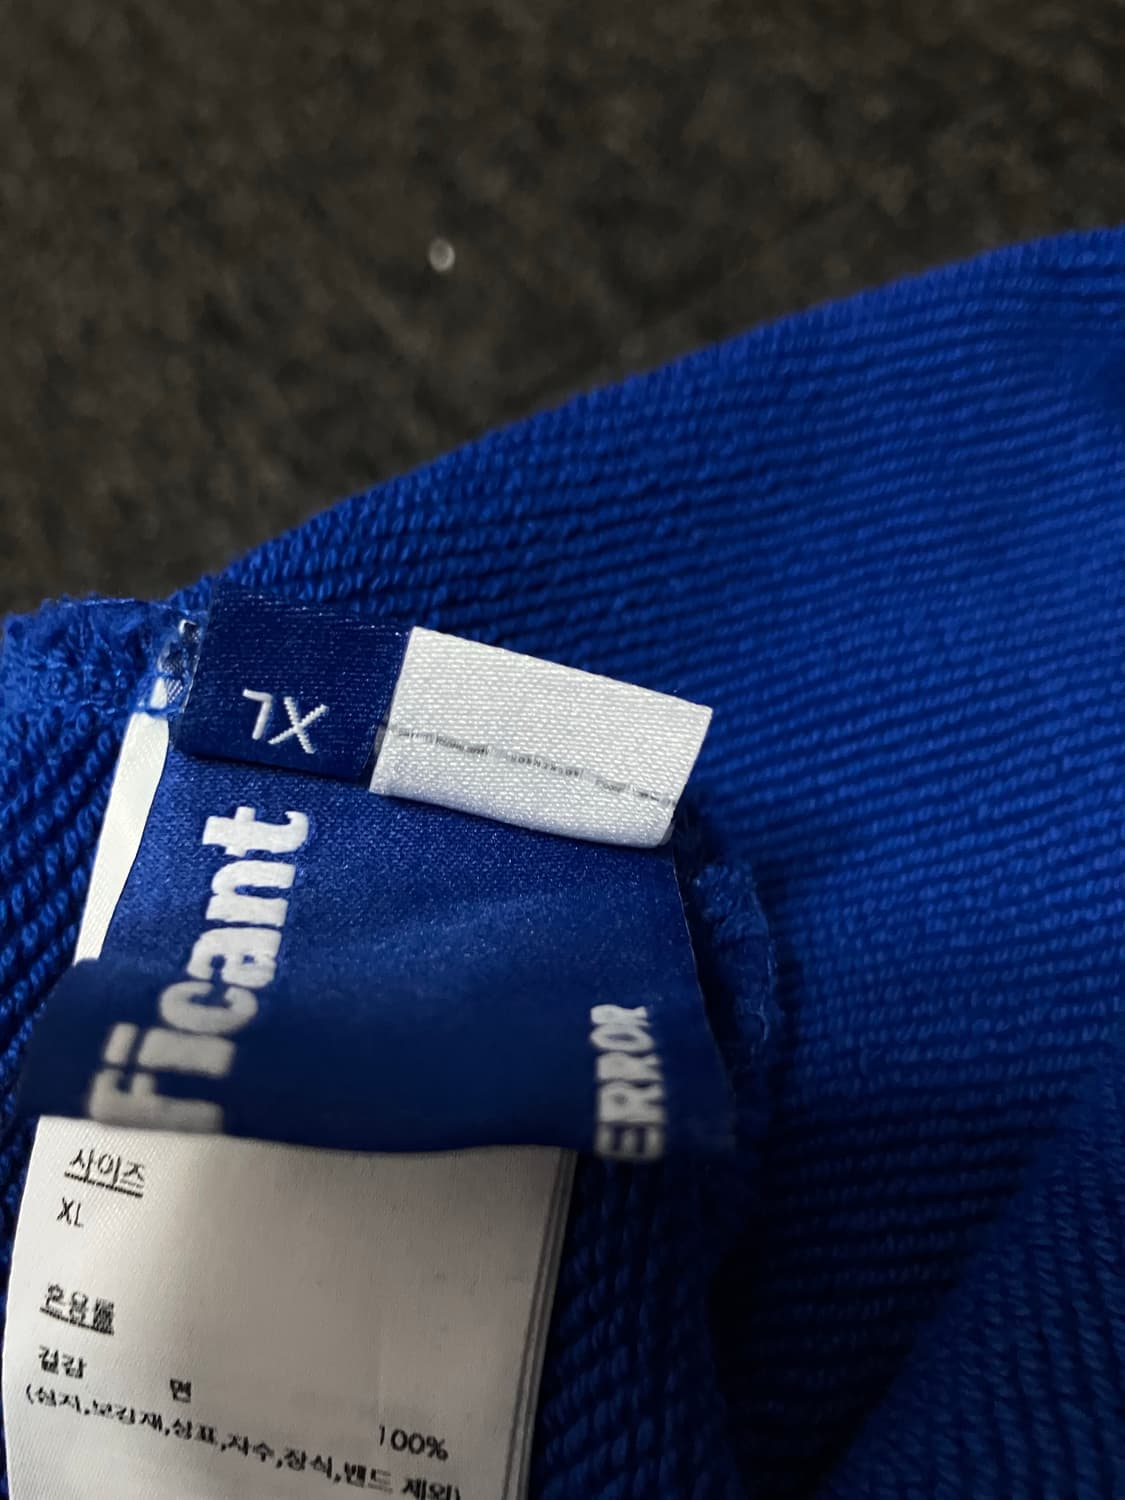 XL
Ficant
ERROR
사이즈
XL
혼용률
겉감 면 100%
(심지,보강재,상표,자수,장식,밴드 제외)